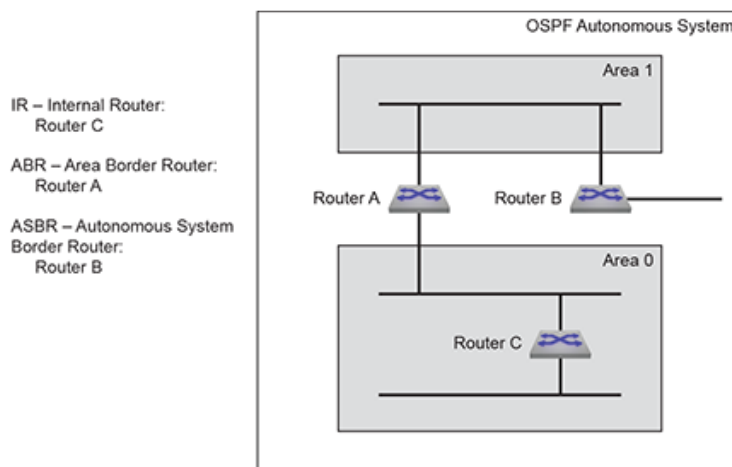 OSPF Autonomous System
Area 1
IR – Internal Router:
Router C
ABR – Area Border Router:
Router A
ASBR – Autonomous System
Border Router:
Router B
Router A
Router B
Area 0
Router C